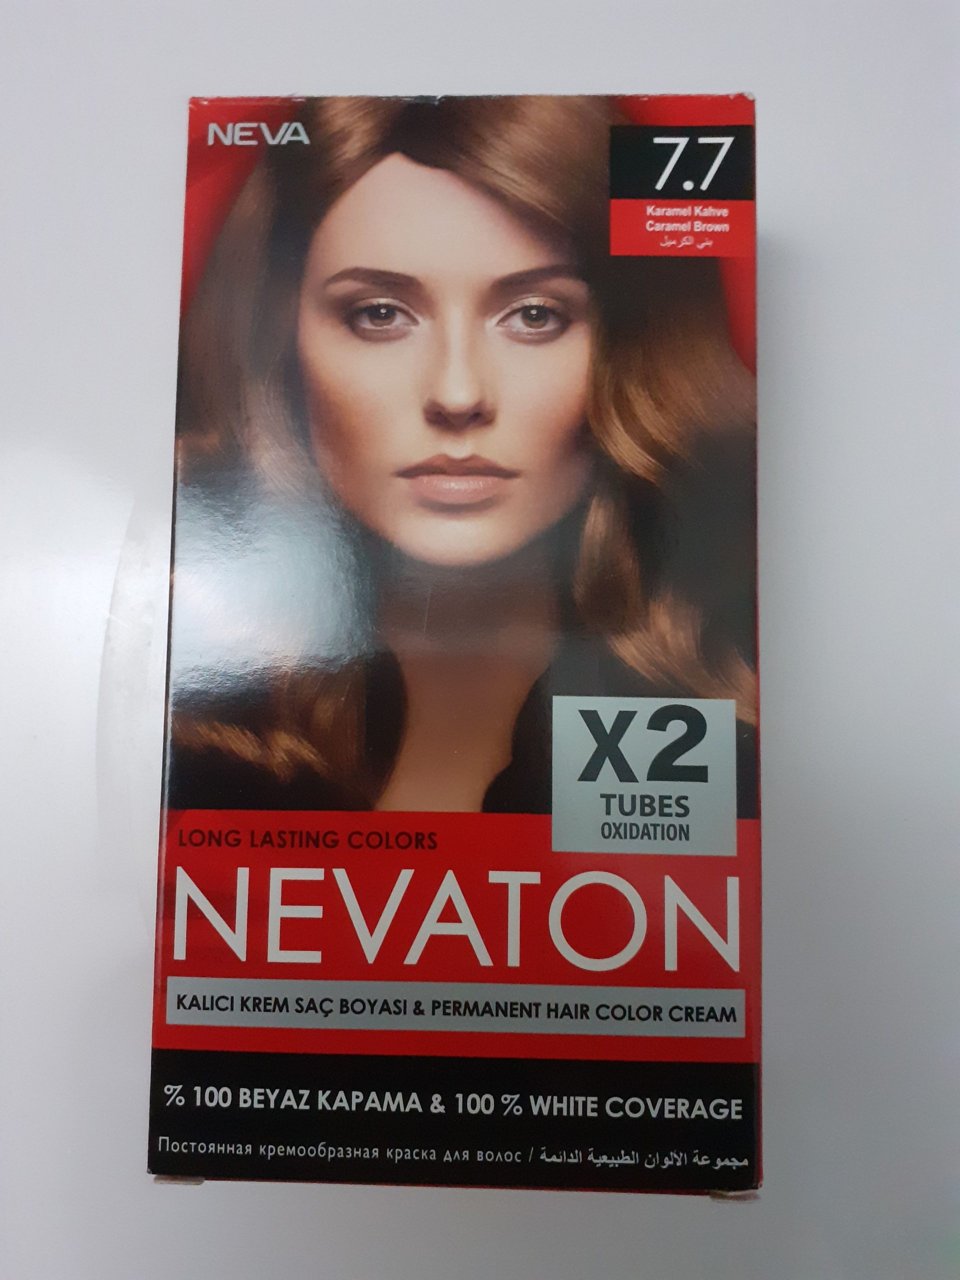 NEVA
7.7
Karamel Kahve
Caramel Brown
بني الكرميل
X2
TUBES
OXIDATION
LONG LASTING COLORS
NEVATON
KALICI KREM SAÇ BOYASI & PERMANENT HAIR COLOR CREAM
% 100 BEYAZ KAPAMA & 100 % WHITE COVERAGE
Постоянная кремообразная краска для волос / مجموعة الألوان الطبيعية الدائمة